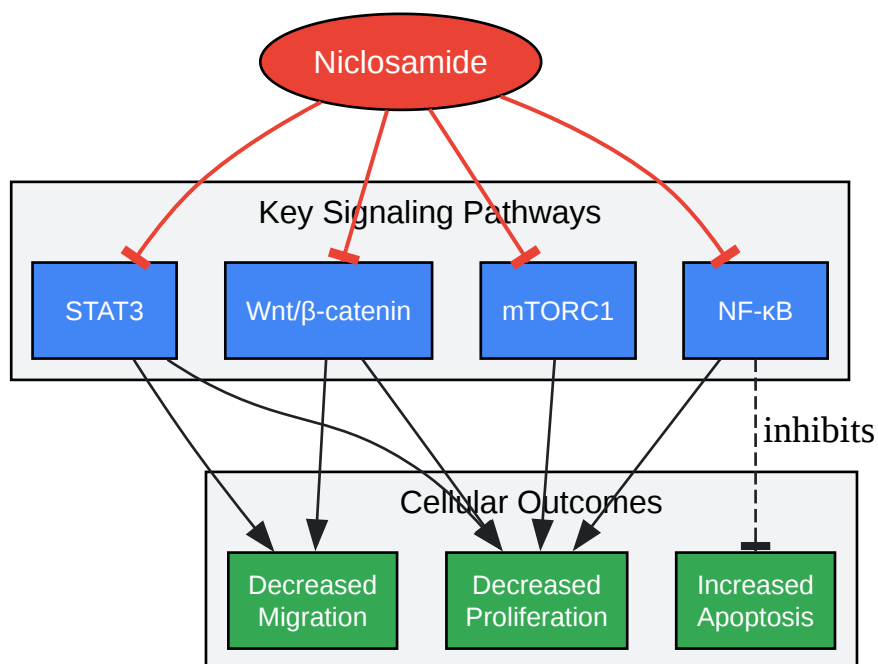 Niclosamide
Key Signaling Pathways
STAT3
Wnt/β-catenin
mTORC1
NF-κB
inhibits
Cellular Outcomes
Decreased
Migration
Decreased
Proliferation
Increased
Apoptosis